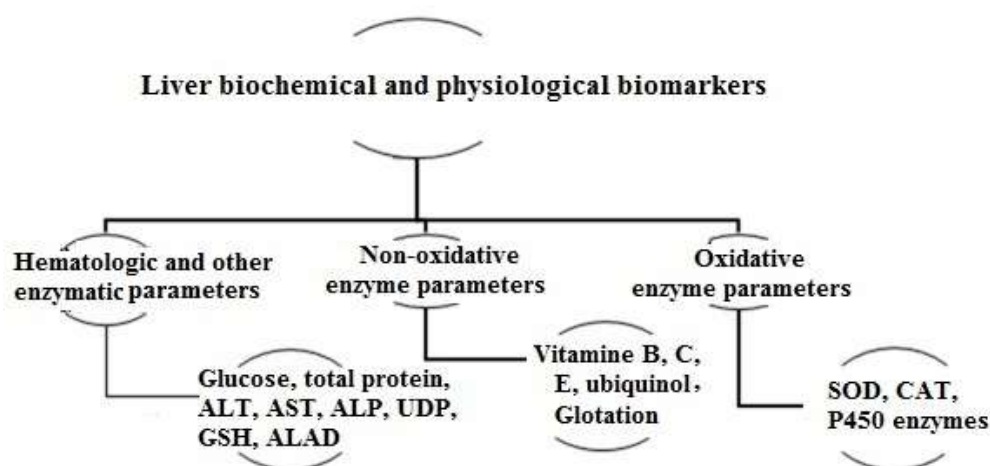 Liver biochemical and physiological biomarkers
Hematologic and other
enzymatic parameters
Non-oxidative
enzyme parameters
Oxidative
enzyme parameters
Glucose, total protein,
ALT, AST, ALP, UDP,
GSH, ALAD
Vitamine B, C,
E, ubiquinol,
Glotation
SOD, CAT,
P450 enzymes